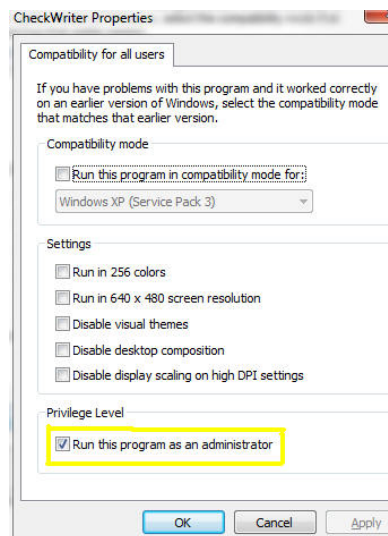 CheckWriter Properties
Compatibility for all users
If you have problems with this program and it worked correctly
on an earlier version of Windows, select the compatibility mode
that matches that earlier version.
Compatibility mode
Run this program in compatibility mode for:
Windows XP (Service Pack 3)
Settings
Run in 256 colors
Run in 640 x 480 screen resolution
Disable visual themes
Disable desktop composition
Disable display scaling on high DPI settings
Privilege Level
Run this program as an administrator
OK Cancel Apply